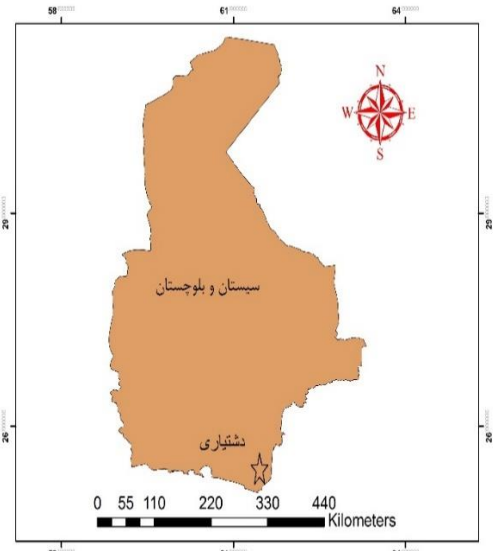 58 61 64
N
W E
S
29 29
سیستان و بلوچستان
26 26
دشتیاری
0 55 110 220 330 440
Kilometers